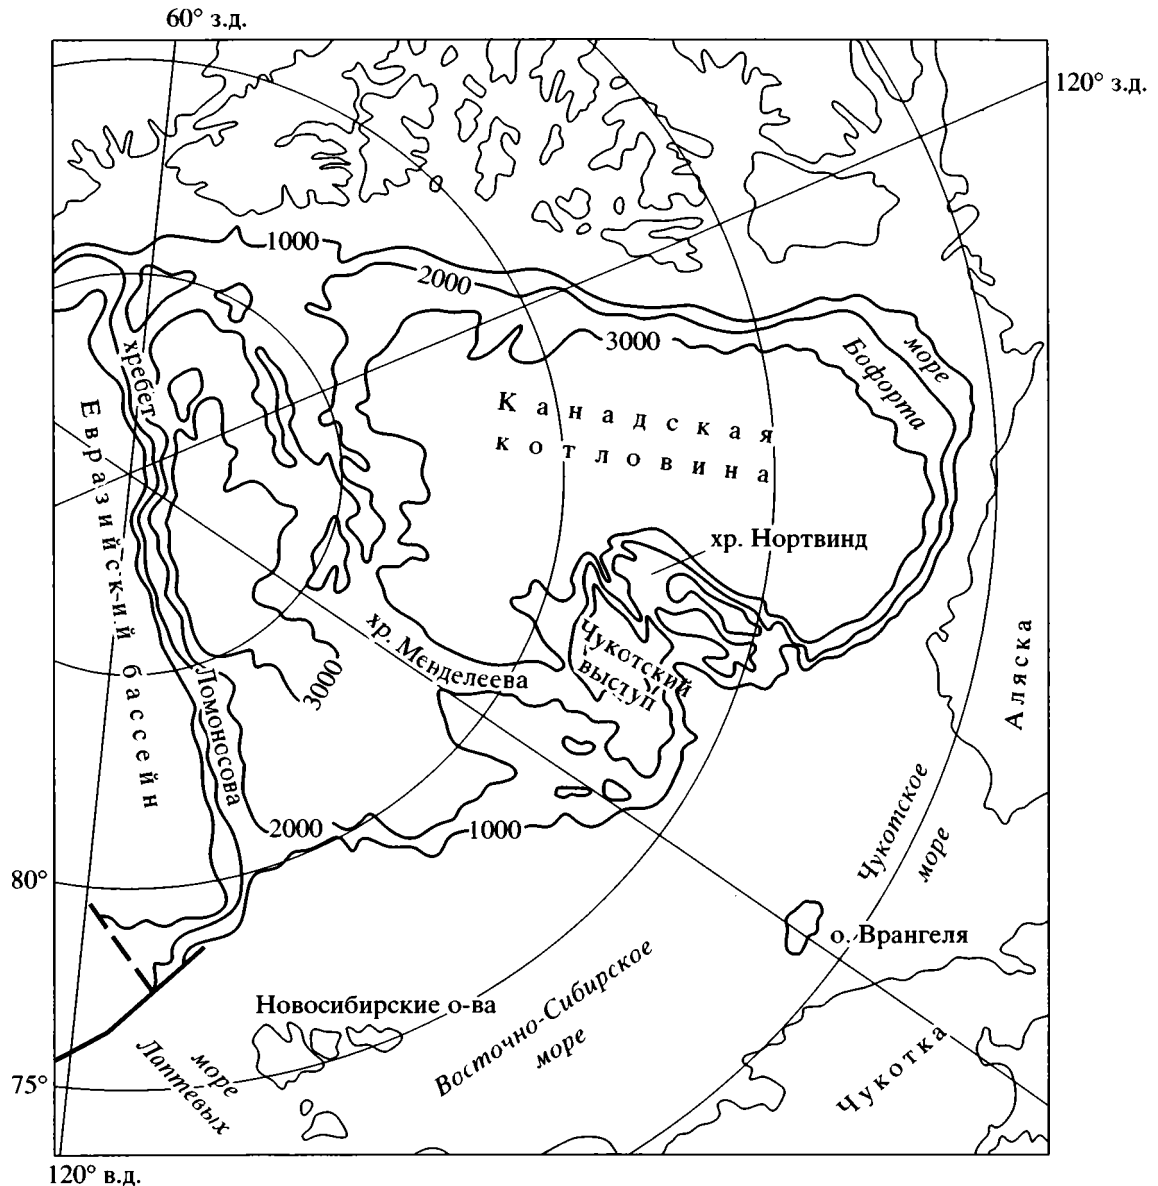 60° з.д.
120° з.д.
1000
2000
3000
море
Бофорта
хребет
Канадская
котловина
Евразийский бассейн
хр. Нортвинд
хр. Менделеева
Чукотский
выступ
3000
Ломоносова
Аляска
2000
1000
Чукотское
море
80°
о. Врангеля
Новосибирские о-ва
Восточно-Сибирское
море
море
Лаптевых
Чукотка
75°
120° в.д.